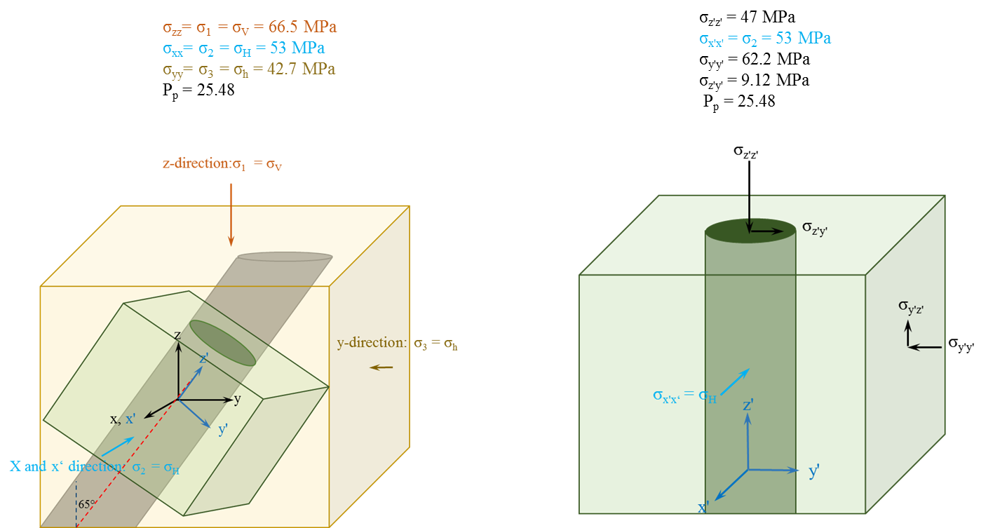 σzz= σ1 = σV = 66.5 MPa
σxx= σ2 = σH = 53 MPa
σyy= σ3 = σh = 42.7 MPa
Pp = 25.48
z-direction:σ1 = σV
y-direction: σ3 = σh
z
z'
y
x, x'
y'
X and x‘ direction: σ2 = σH
65°
σz'z' = 47 MPa
σx'x' = σ2 = 53 MPa
σy'y' = 62.2 MPa
σz'y' = 9.12 MPa
Pp = 25.48
σz'z'
σz'y'
σy'z'
σy'y'
σx'x‘ = σH
z'
y'
x'